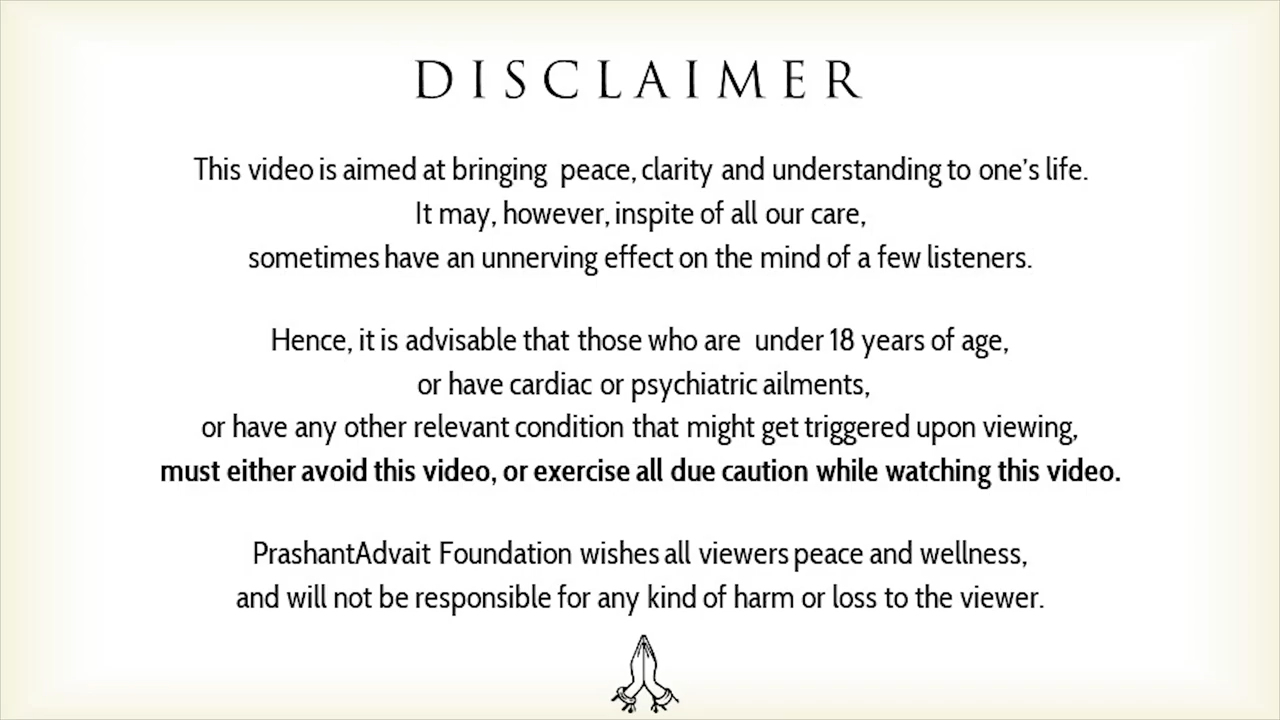 DISCLAIMER
This video is aimed at bringing peace, clarity and understanding to one's life.
It may, however, inspite of all our care,
sometimes have an unnerving effect on the mind of a few listeners.
Hence, it is advisable that those who are under 18 years of age,
or have cardiac or psychiatric ailments,
or have any other relevant condition that might get triggered upon viewing,
must either avoid this video, or exercise all due caution while watching this video.
PrashantAdvait Foundation wishes all viewers peace and wellness,
and will not be responsible for any kind of harm or loss to the viewer.